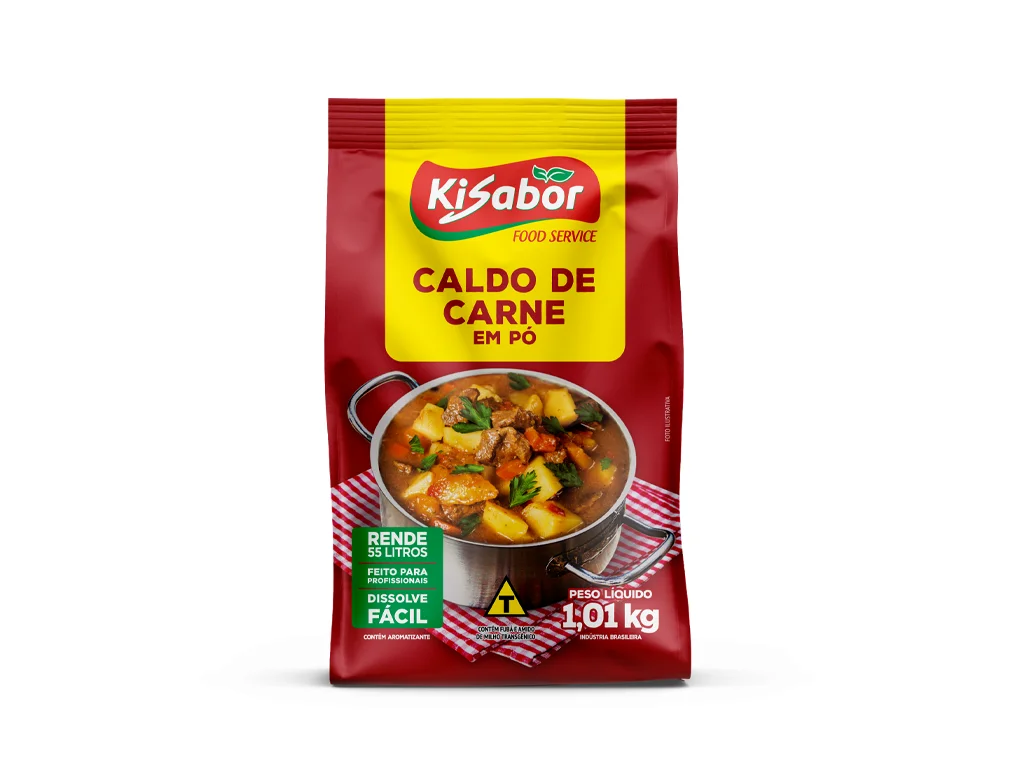 KiSabor
FOOD SERVICE
CALDO DE
CARNE
EM PÓ
FOTO ILUSTRATIVA
RENDE
55 LITROS
FEITO PARA
PROFISSIONAIS
DISSOLVE
FÁCIL
CONTÉM AROMATIZANTE
T
CONTÉM FUBÁ E AMIDO
DE MILHO TRANSGÊNICO
PESO LÍQUIDO
1,01 kg
INDÚSTRIA BRASILEIRA